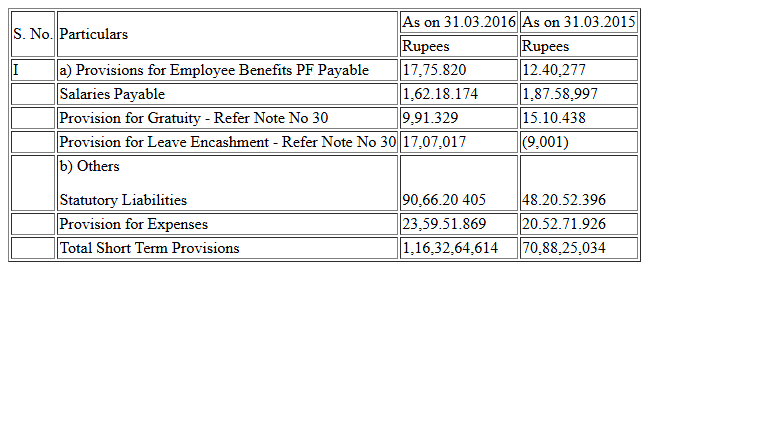 S. No. Particulars As on 31.03.2016 As on 31.03.2015
Rupees Rupees
I a) Provisions for Employee Benefits PF Payable 17,75.820 12.40,277
Salaries Payable 1,62.18.174 1,87.58,997
Provision for Gratuity - Refer Note No 30 9,91.329 15.10.438
Provision for Leave Encashment - Refer Note No 30 17,07,017 (9,001)
b) Others
Statutory Liabilities 90,66.20 405 48.20.52.396
Provision for Expenses 23,59.51.869 20.52.71.926
Total Short Term Provisions 1,16,32,64,614 70,88,25,034